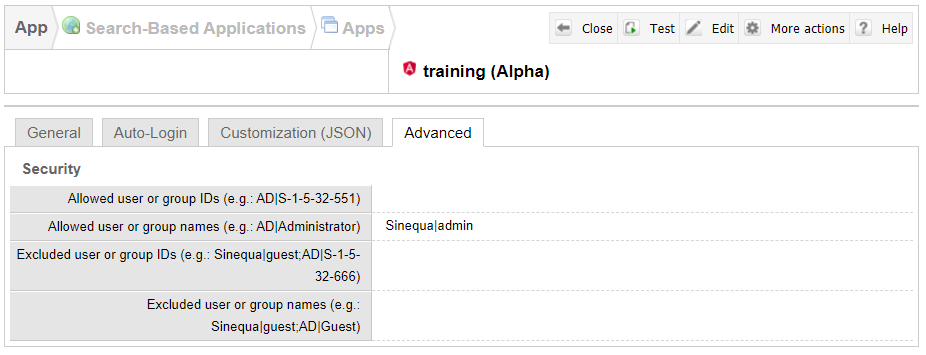 App Search-Based Applications Apps Close Test Edit More actions Help
training (Alpha)
General Auto-Login Customization (JSON) Advanced
Security
Allowed user or group IDs (e.g.: AD|S-1-5-32-551)
Allowed user or group names (e.g.: AD|Administrator) Sinequa|admin
Excluded user or group IDs (e.g.: Sinequa|guest;AD|S-1-5-
32-666)
Excluded user or group names (e.g.:
Sinequa|guest;AD|Guest)